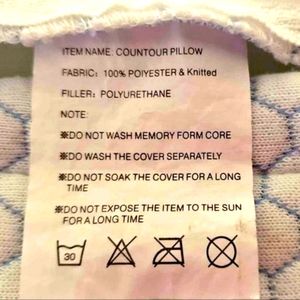 ITEM NAME: COUNTOUR PILLOW
FABRIC: 100% POLYESTER & Knitted
FILLER: POLYURETHANE
NOTE:
※DO NOT WASH MEMORY FORM CORE
※DO WASH THE COVER SEPARATELY
※DO NOT SOAK THE COVER FOR A LONG
TIME
※DO NOT EXPOSE THE ITEM TO THE SUN
FOR A LONG TIME
30